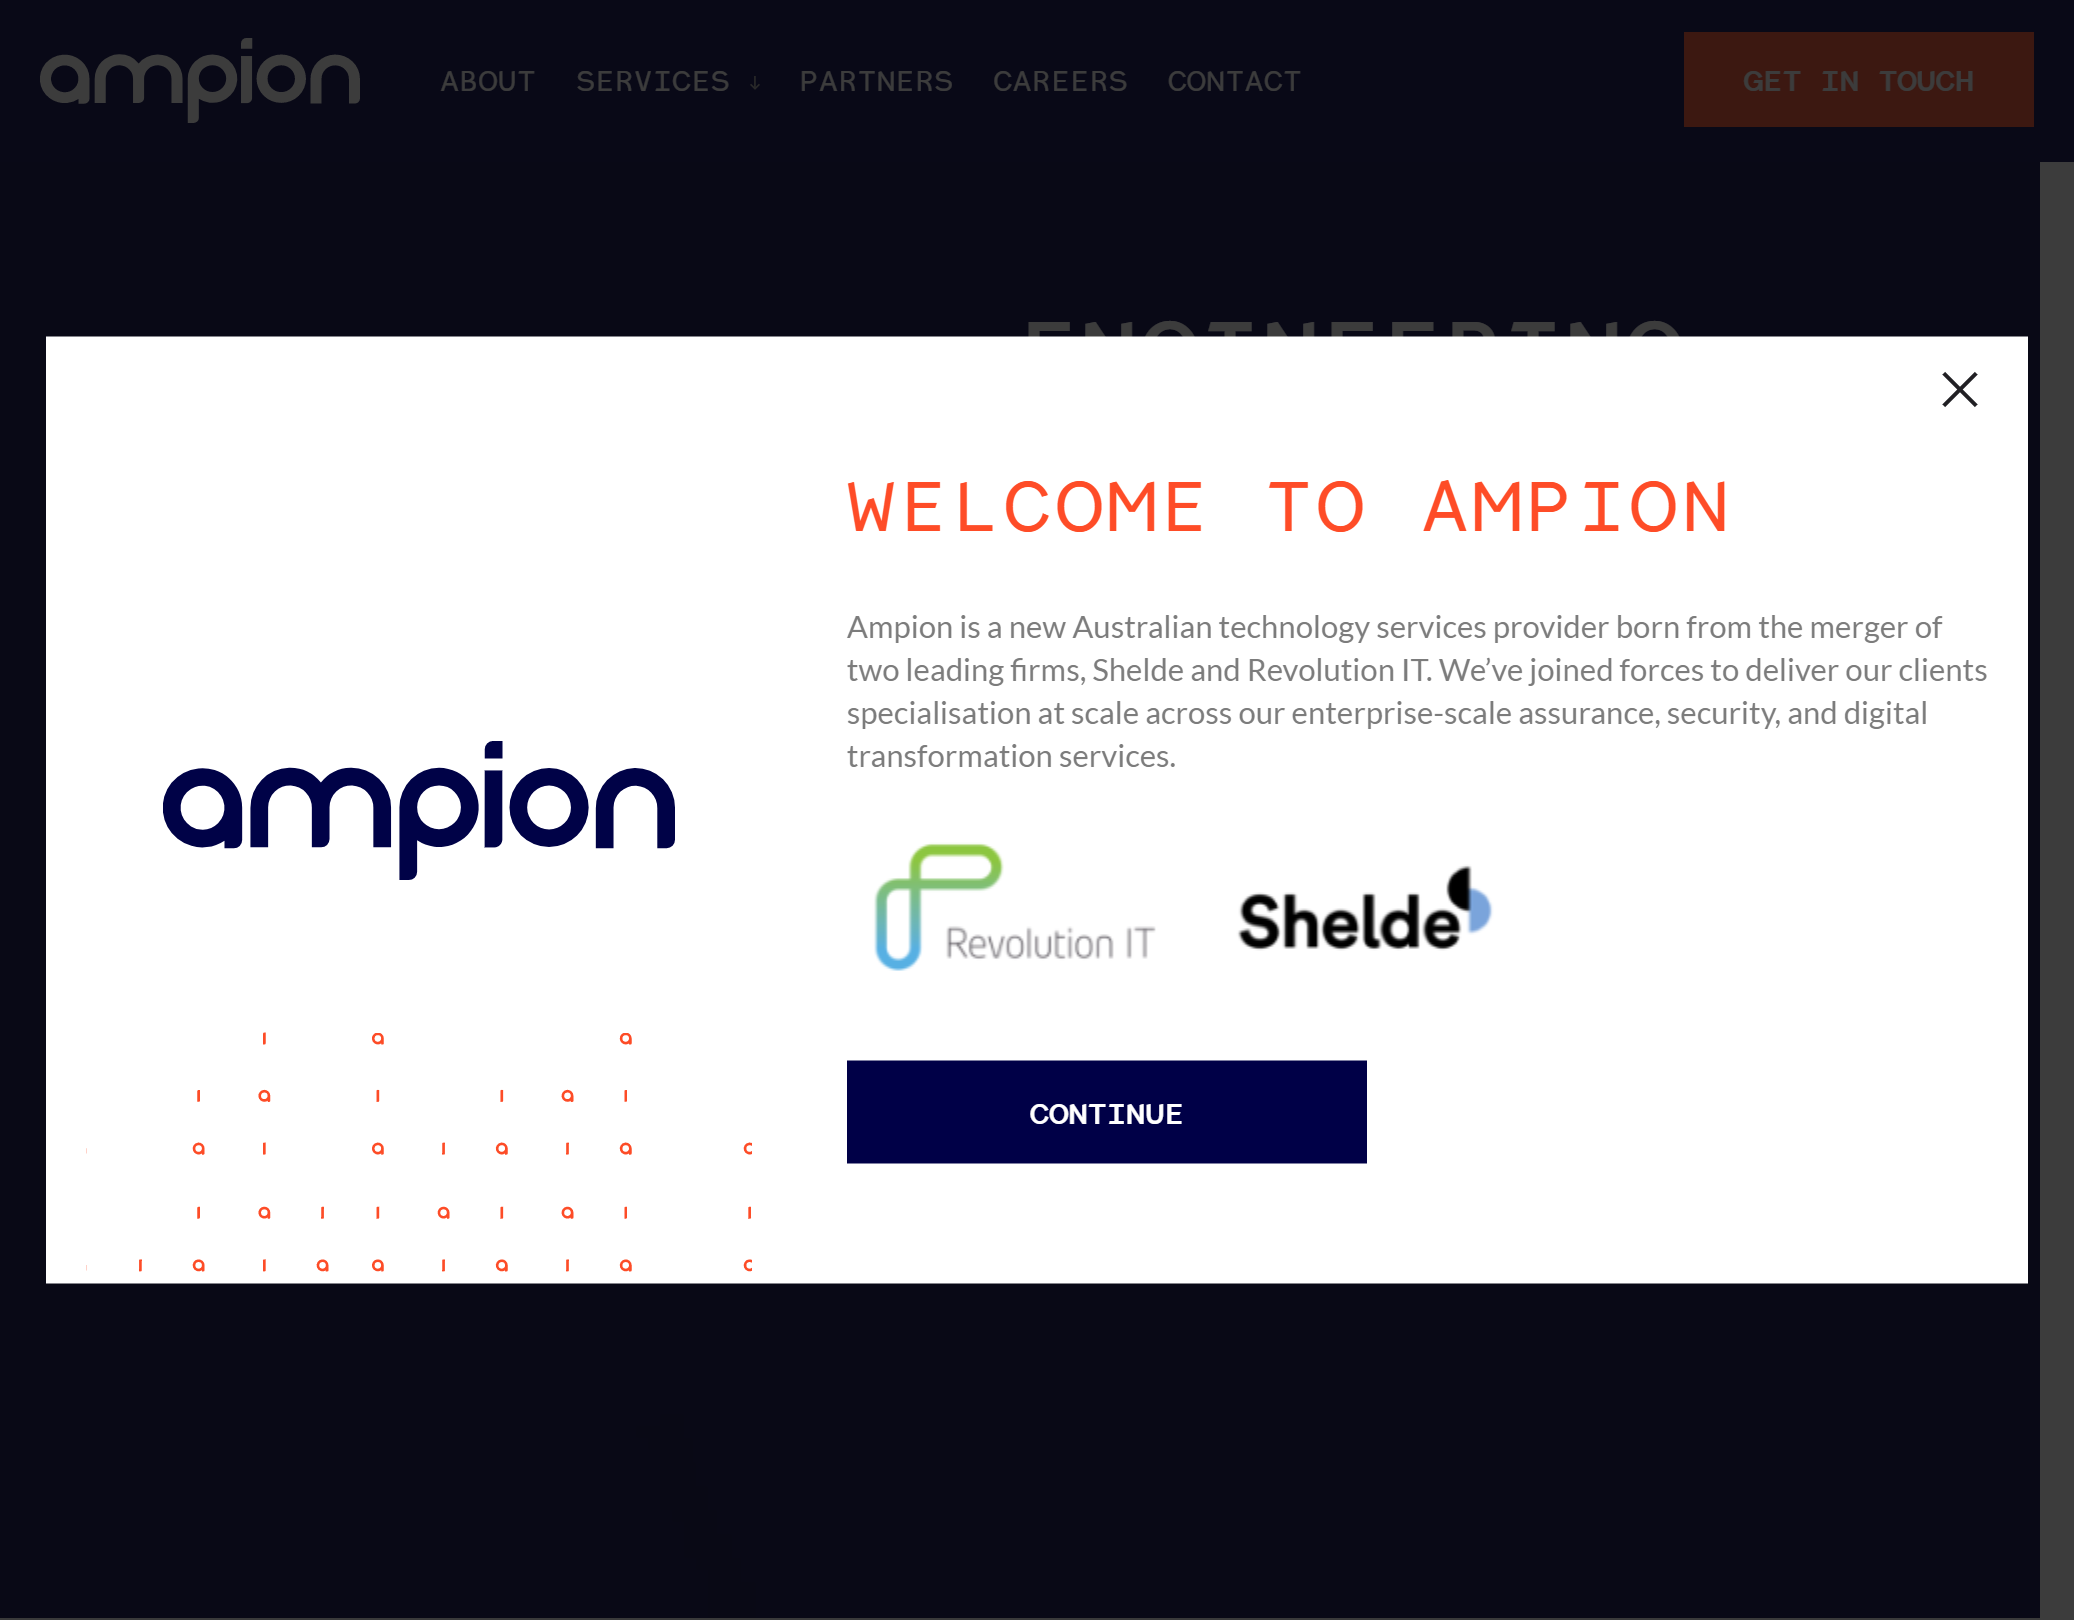 ampion
ABOUT SERVICES ↓ PARTNERS CAREERS CONTACT
GET IN TOUCH
ENGINEERING
WELCOME TO AMPION
Ampion is a new Australian technology services provider born from the merger of
two leading firms, Shelde and Revolution IT. We’ve joined forces to deliver our clients
specialisation at scale across our enterprise-scale assurance, security, and digital
transformation services.
ampion
Revolution IT
Shelde
CONTINUE